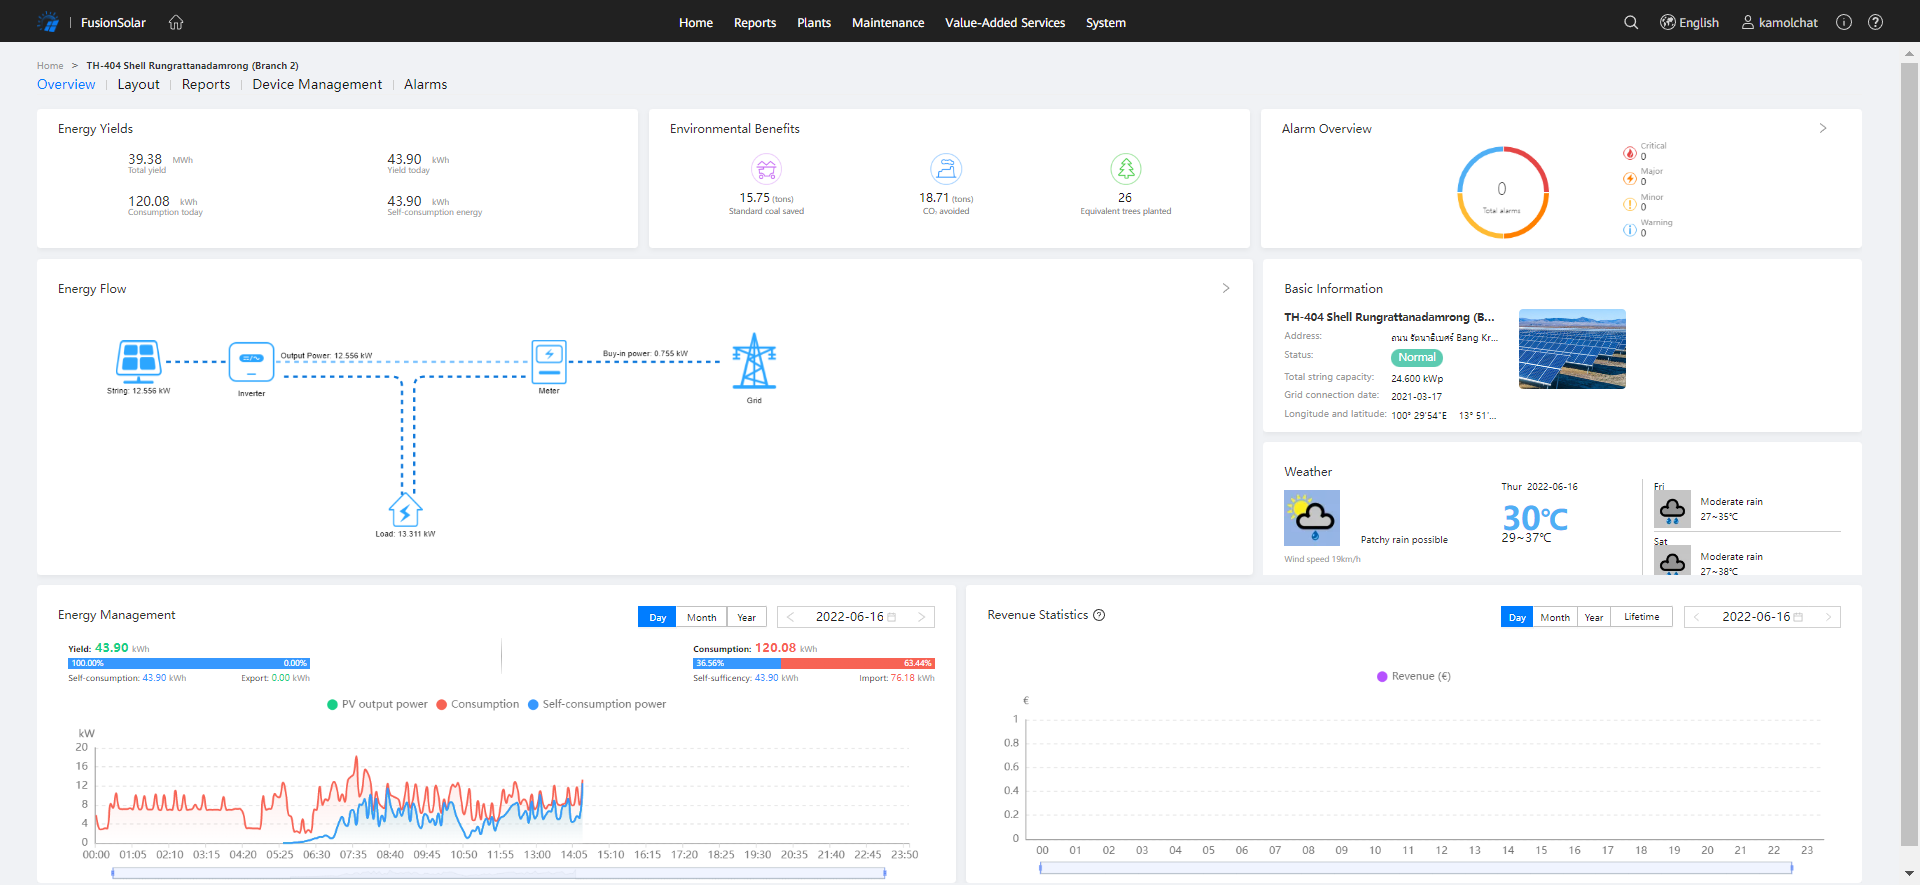 FusionSolar
Home Reports Plants Maintenance Value-Added Services System
English kamolchat
Home > TH-404 Shell Rungrattanadamrong (Branch 2)
Overview Layout Reports Device Management Alarms
Energy Yields
39.38 MWh
Total yield
43.90 kWh
Yield today
120.08 kWh
Consumption today
43.90 kWh
Self-consumption energy
Environmental Benefits
15.75 (tons)
Standard coal saved
18.71 (tons)
CO₂ avoided
26
Equivalent trees planted
Alarm Overview
0
Total alarms
Critical
0
Major
0
Minor
0
Warning
0
Energy Flow
String: 12.556 kW
Inverter
Output Power: 12.556 kW
Meter
Buy-in power: 0.755 kW
Grid
Load: 13.311 kW
Basic Information
TH-404 Shell Rungrattanadamrong (B...
Address: ถนน รัตนาธิเบศร์ Bang Kr...
Status: Normal
Total string capacity: 24.600 kWp
Grid connection date: 2021-03-17
Longitude and latitude: 100° 29'54"E 13° 51'...
Weather
Patchy rain possible
Wind speed 19km/h
Thur 2022-06-16
30℃
29~37℃
Fri
Moderate rain
27~35℃
Sat
Moderate rain
27~38℃
Energy Management
Day Month Year
2022-06-16
Yield: 43.90 kWh
100.00% 0.00%
Self-consumption: 43.90 kWh Export: 0.00 kWh
Consumption: 120.08 kWh
36.56% 63.44%
Self-sufficency: 43.90 kWh Import: 76.18 kWh
PV output power Consumption Self-consumption power
kW
20
16
12
8
4
0
00:00 01:05 02:10 03:15 04:20 05:25 06:30 07:35 08:40 09:45 10:50 11:55 13:00 14:05 15:10 16:15 17:20 18:25 19:30 20:35 21:40 22:45 23:50
Revenue Statistics
Day Month Year Lifetime
2022-06-16
Revenue (€)
€
1
0.8
0.6
0.4
0.2
0
00 01 02 03 04 05 06 07 08 09 10 11 12 13 14 15 16 17 18 19 20 21 22 23